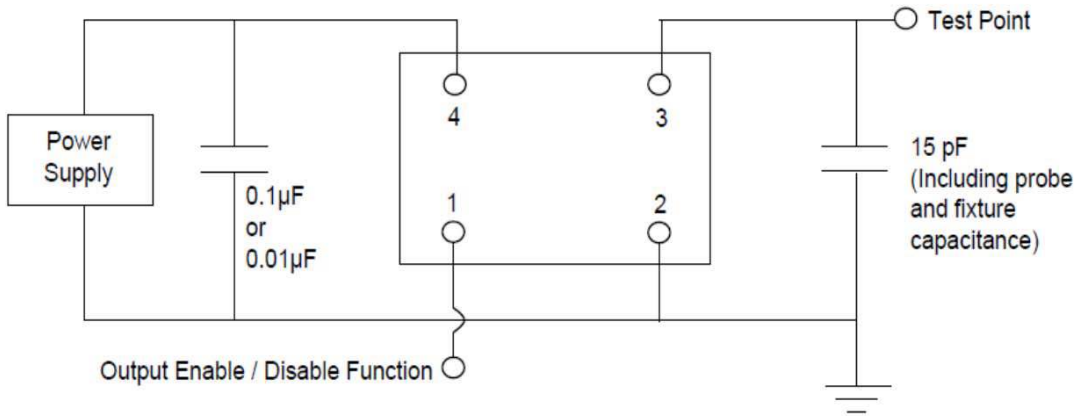 Test Point
4
3
Power
Supply
0.1µF
or
0.01µF
1
2
15 pF
(Including probe
and fixture
capacitance)
Output Enable / Disable Function